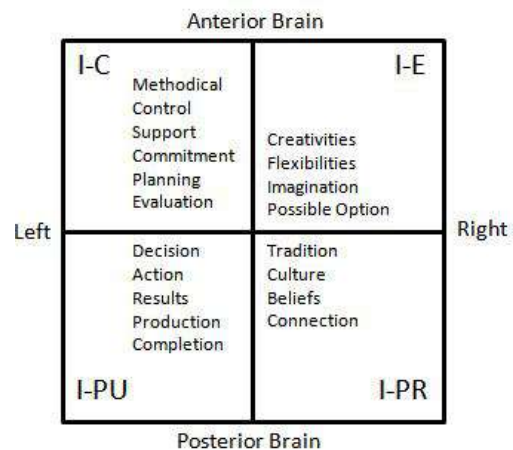 Anterior Brain
I-C
Methodical
Control
Support
Commitment
Planning
Evaluation
I-E
Creativities
Flexibilities
Imagination
Possible Option
Left
Right
Decision
Action
Results
Production
Completion
I-PU
Tradition
Culture
Beliefs
Connection
I-PR
Posterior Brain